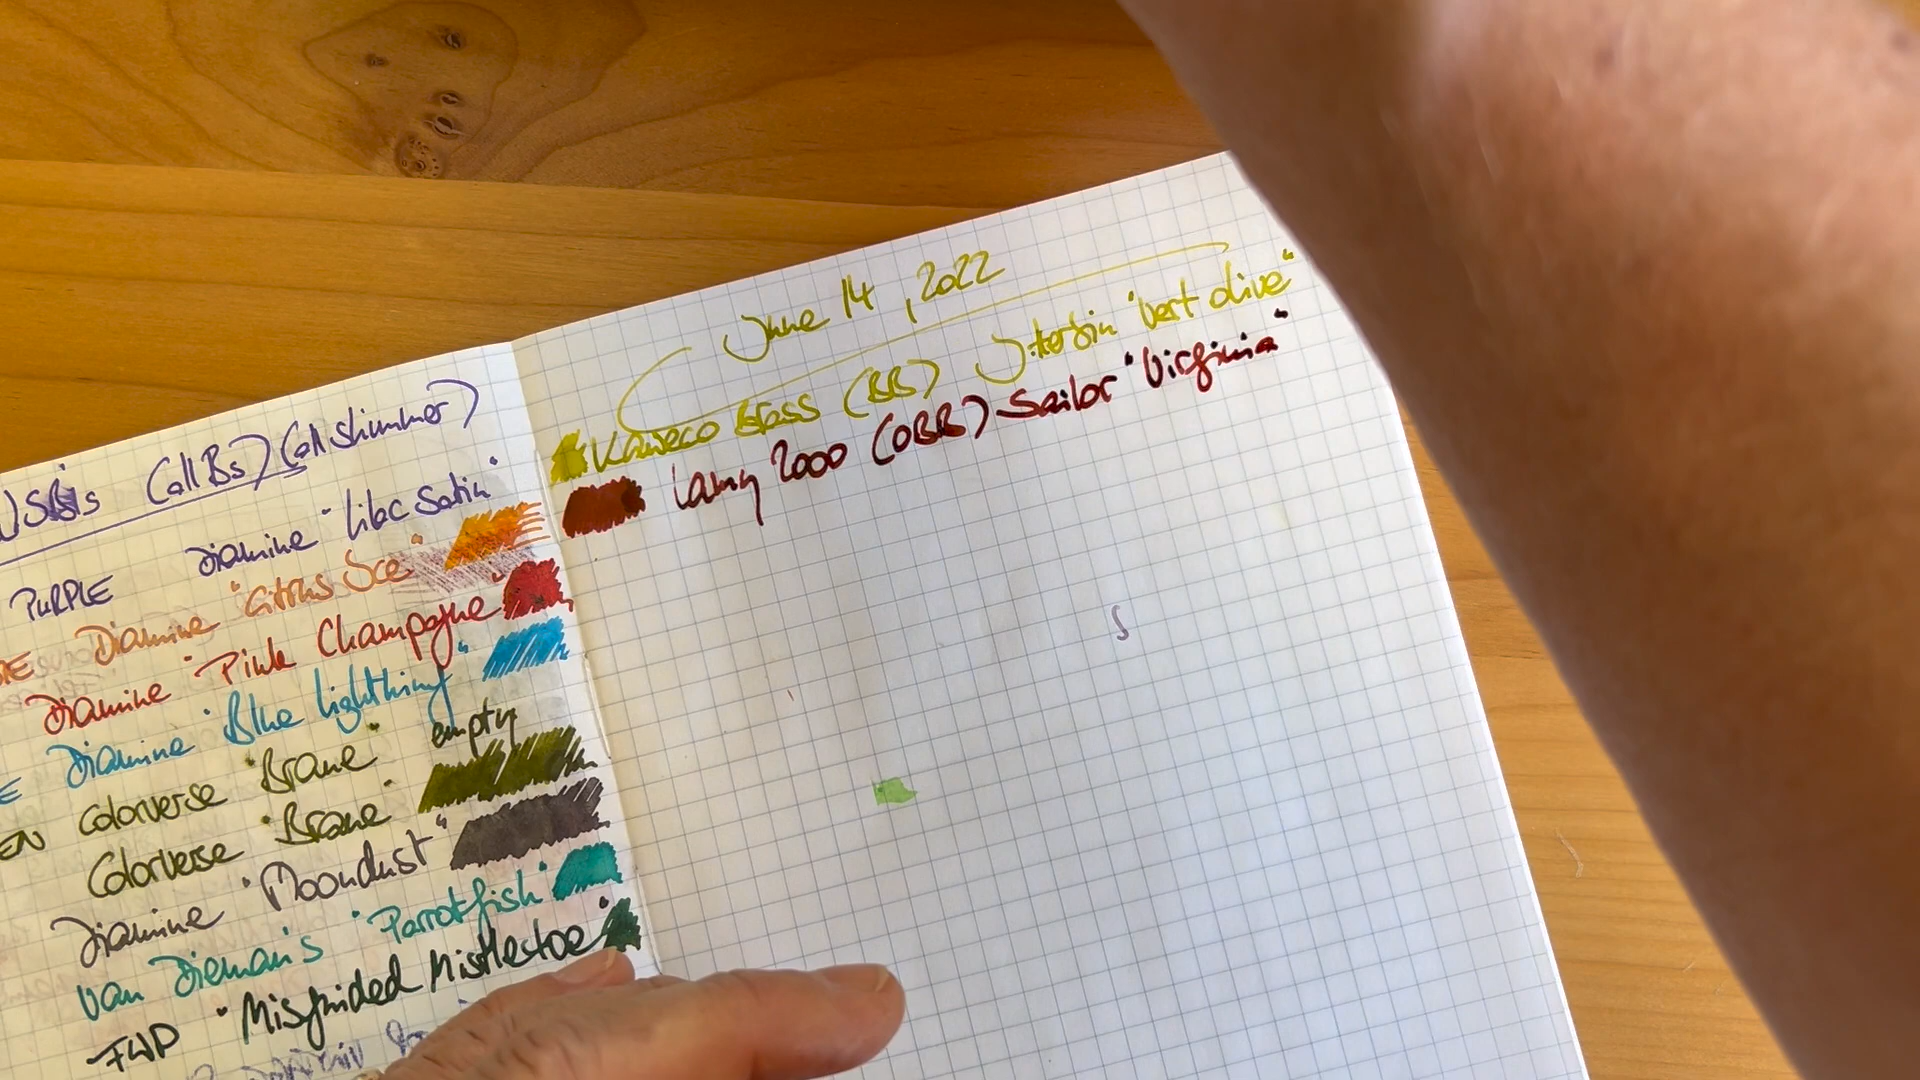 (all Bs) (all shimmer)
PURPLE Diamine "lilac satin"
Diamine "Citrus Ice"
Diamine "Pink Champagne"
Diamine "Blue lightning"
Colorverse "Brane" empty
Colorverse "Brane"
Diamine "Moondust"
Van Dieman's "Parrotfish"
FWP "Misguided Mistlestoe"
June 14, 2022
Kaweco Brass (BB) J. Herbin "Vert olive"
Lamy 2000 (OBB) - Sailor "Virginia"